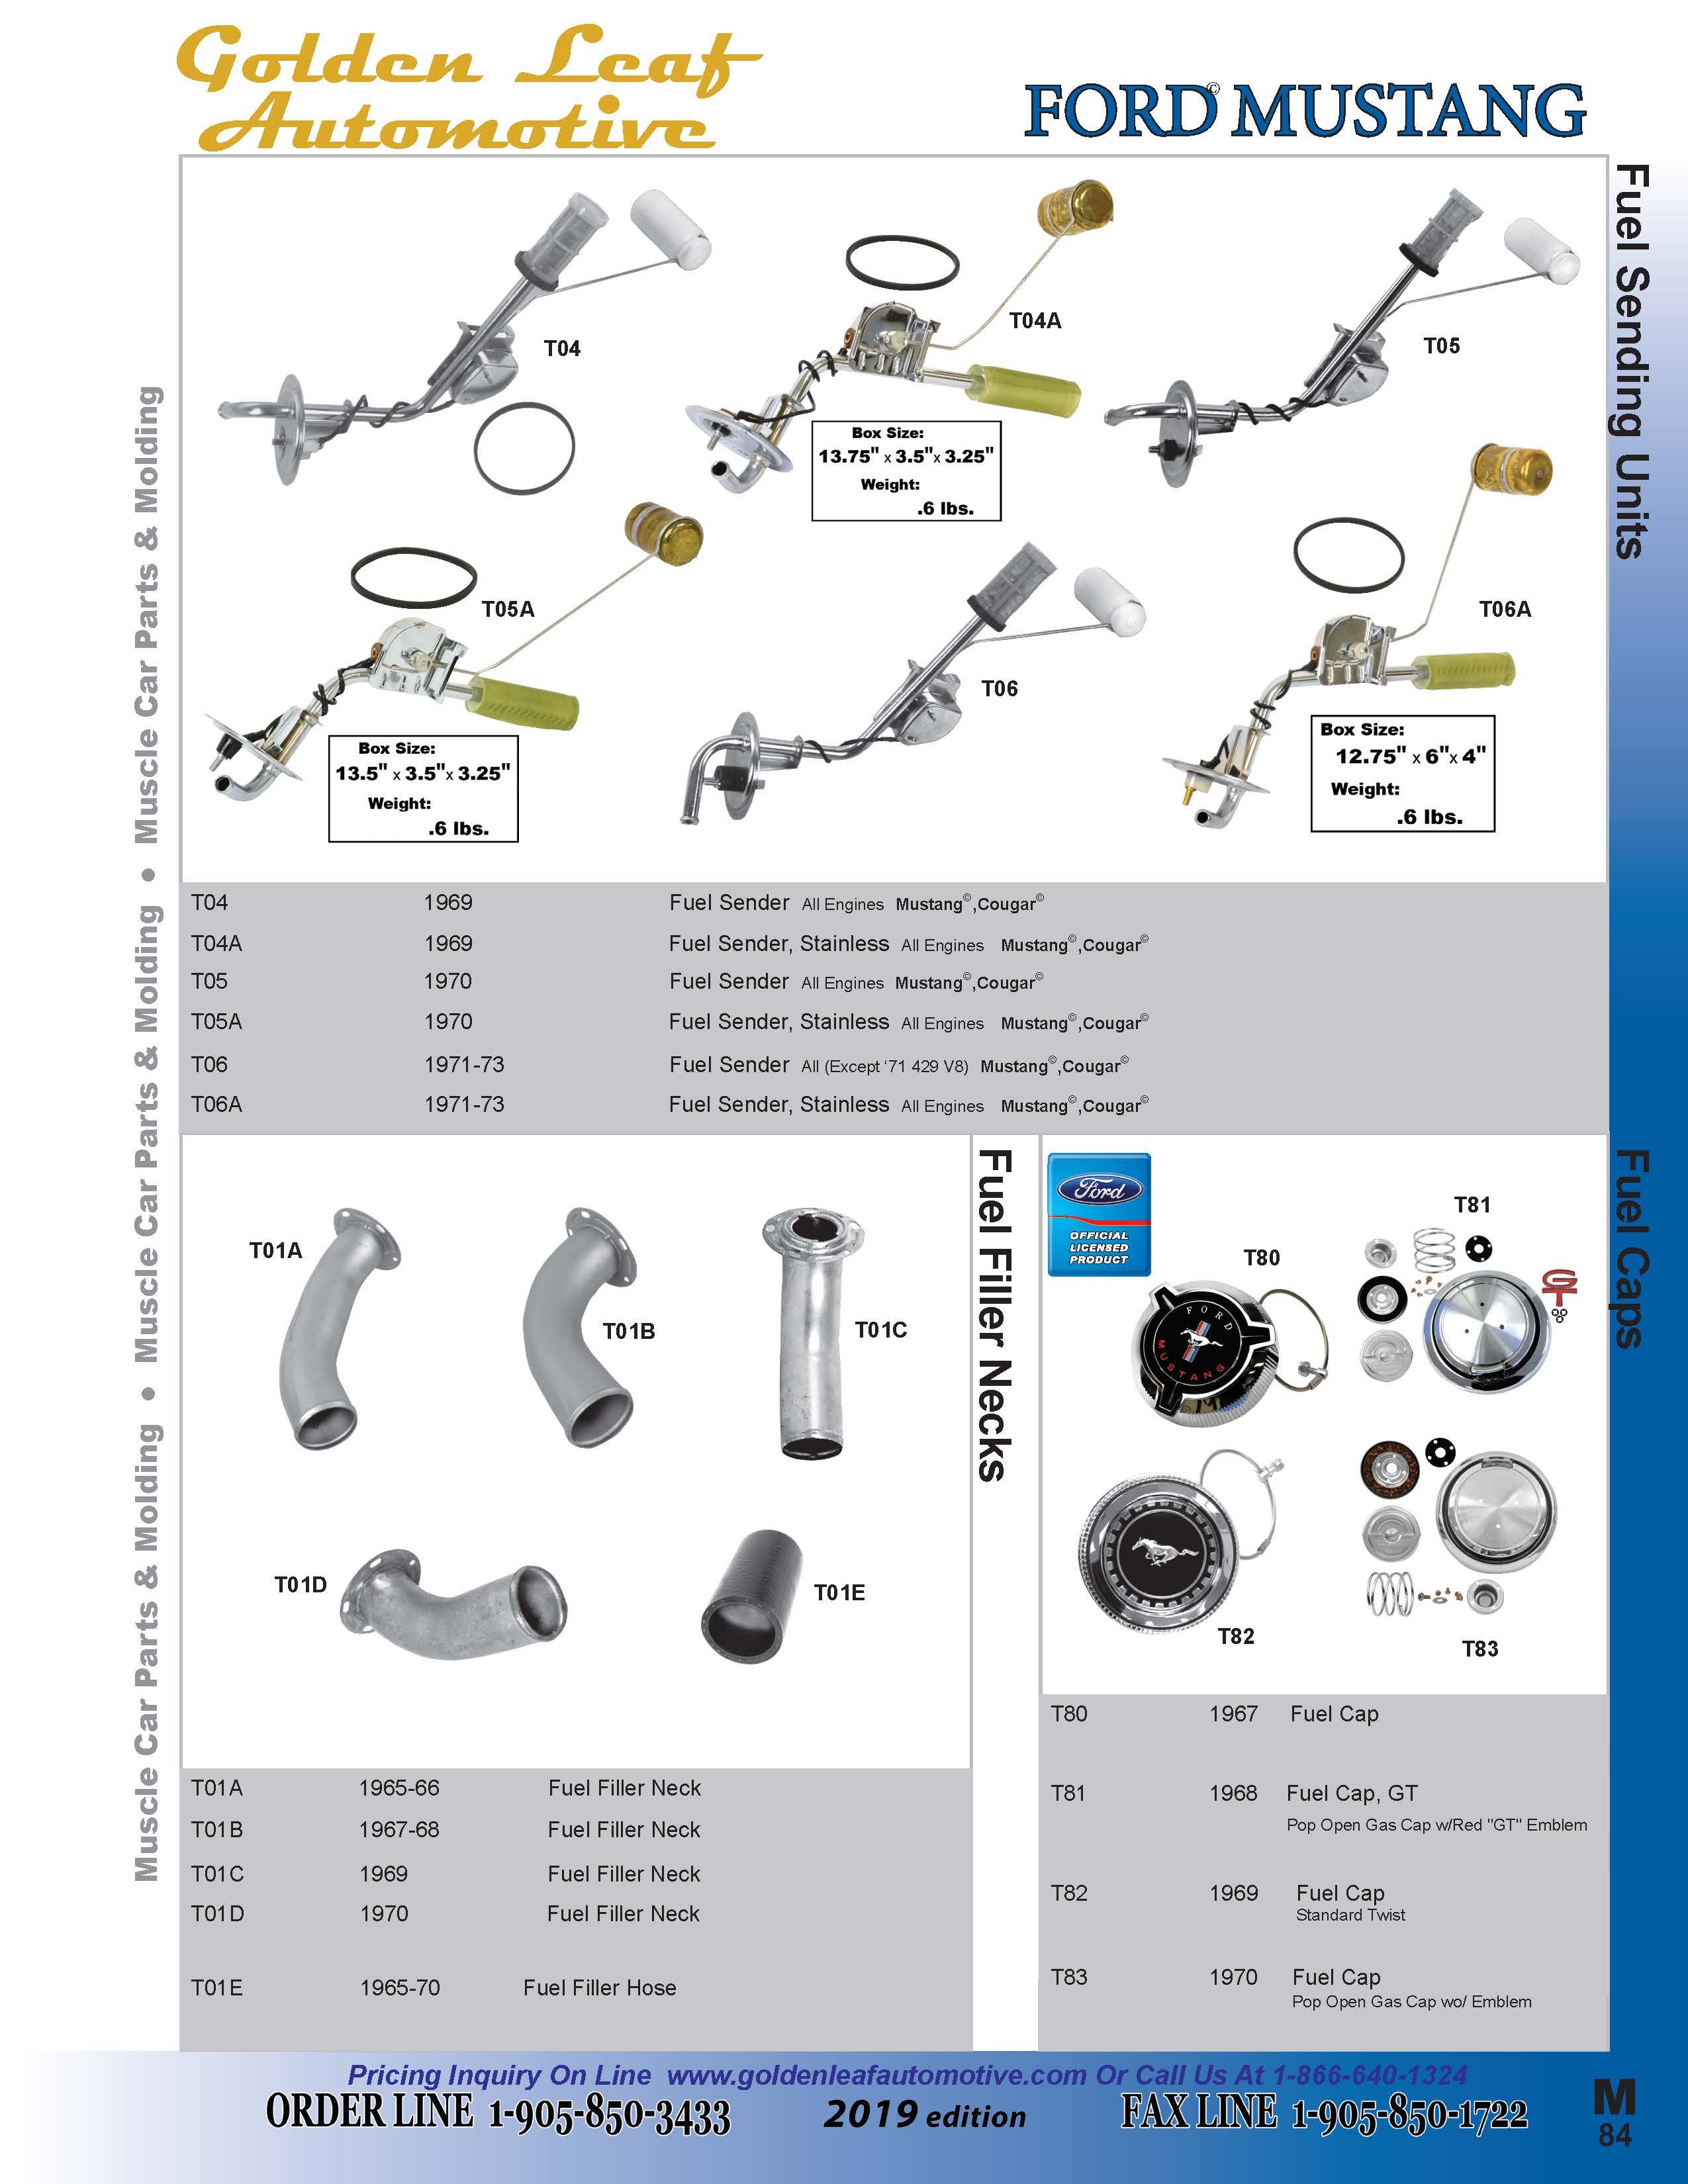 Golden Leaf
Automotive
FORD© MUSTANG
Fuel Sending Units
Muscle Car Parts & Molding • Muscle Car Parts & Molding • Muscle Car Parts & Molding
T04
T04A
T05
Box Size:
13.75" x 3.5"x 3.25"
Weight:
.6 lbs.
T05A
T06
T06A
Box Size:
13.5" x 3.5"x 3.25"
Weight:
.6 lbs.
Box Size:
12.75" x 6"x 4"
Weight:
.6 lbs.
T04 1969 Fuel Sender All Engines Mustang©,Cougar©
T04A 1969 Fuel Sender, Stainless All Engines Mustang©,Cougar©
T05 1970 Fuel Sender All Engines Mustang©,Cougar©
T05A 1970 Fuel Sender, Stainless All Engines Mustang©,Cougar©
T06 1971-73 Fuel Sender All (Except ‘71 429 V8) Mustang©,Cougar©
T06A 1971-73 Fuel Sender, Stainless All Engines Mustang©,Cougar©
Fuel Filler Necks
T01A
T01B
T01C
T01D
T01E
T01A 1965-66 Fuel Filler Neck
T01B 1967-68 Fuel Filler Neck
T01C 1969 Fuel Filler Neck
T01D 1970 Fuel Filler Neck
T01E 1965-70 Fuel Filler Hose
Fuel Caps
Ford
OFFICIAL
LICENSED
PRODUCT
T80
FORD
MUSTANG
T81
GT
T82
T83
T80 1967 Fuel Cap
T81 1968 Fuel Cap, GT
Pop Open Gas Cap w/Red "GT" Emblem
T82 1969 Fuel Cap
Standard Twist
T83 1970 Fuel Cap
Pop Open Gas Cap wo/ Emblem
Pricing Inquiry On Line www.goldenleafautomotive.com Or Call Us At 1-866-640-1324
ORDER LINE 1-905-850-3433 2019 edition FAX LINE 1-905-850-1722
M
84